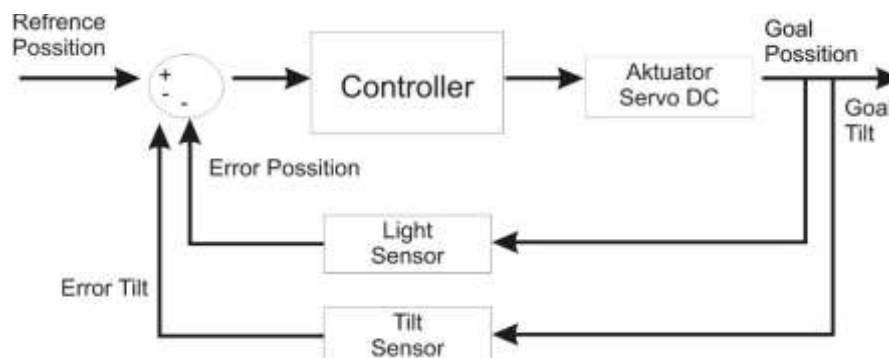 Refrence
Possition
+
-
-
Controller
Aktuator
Servo DC
Goal
Possition
Goal
Tilt
Error Possition
Light
Sensor
Error Tilt
Tilt
Sensor